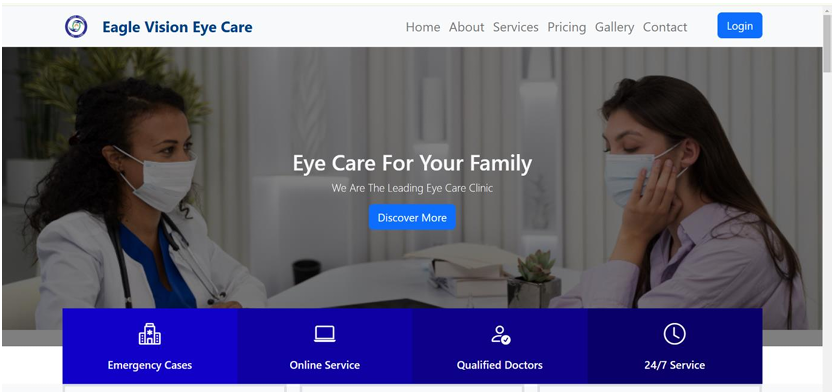 Eagle Vision Eye Care
Home About Services Pricing Gallery Contact
Login
Eye Care For Your Family
We Are The Leading Eye Care Clinic
Discover More
Emergency Cases
Online Service
Qualified Doctors
24/7 Service